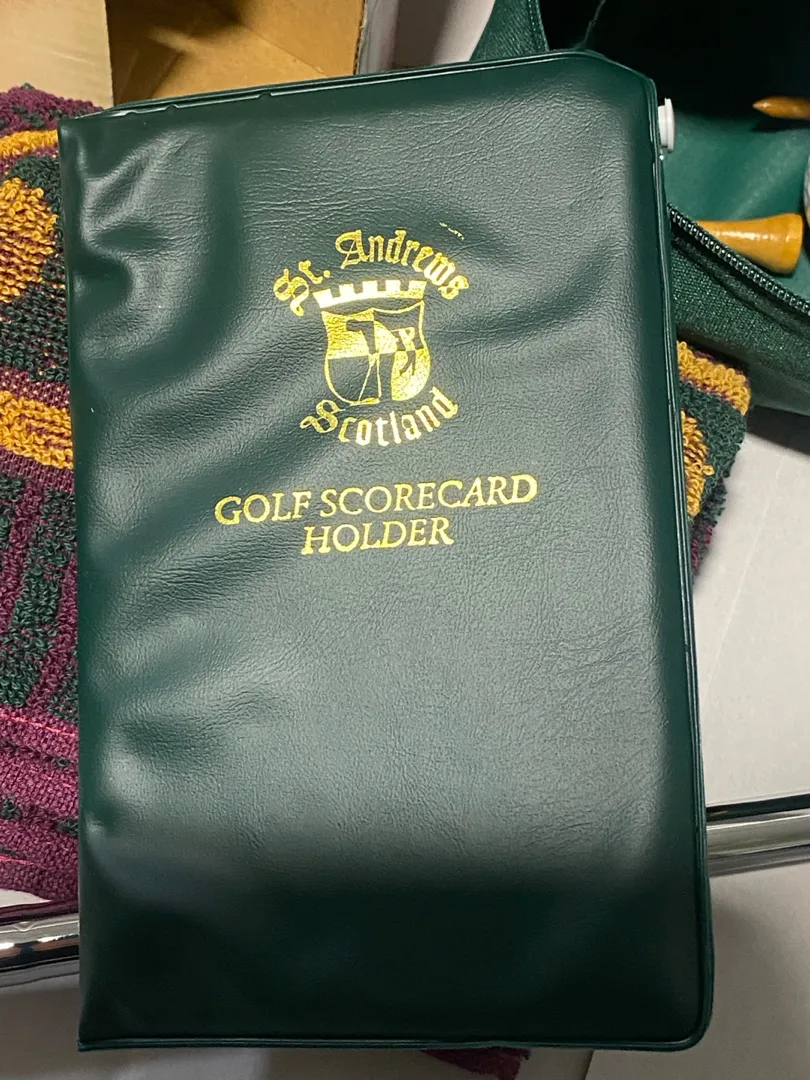 St. Andrews
Scotland
GOLF SCORECARD
HOLDER